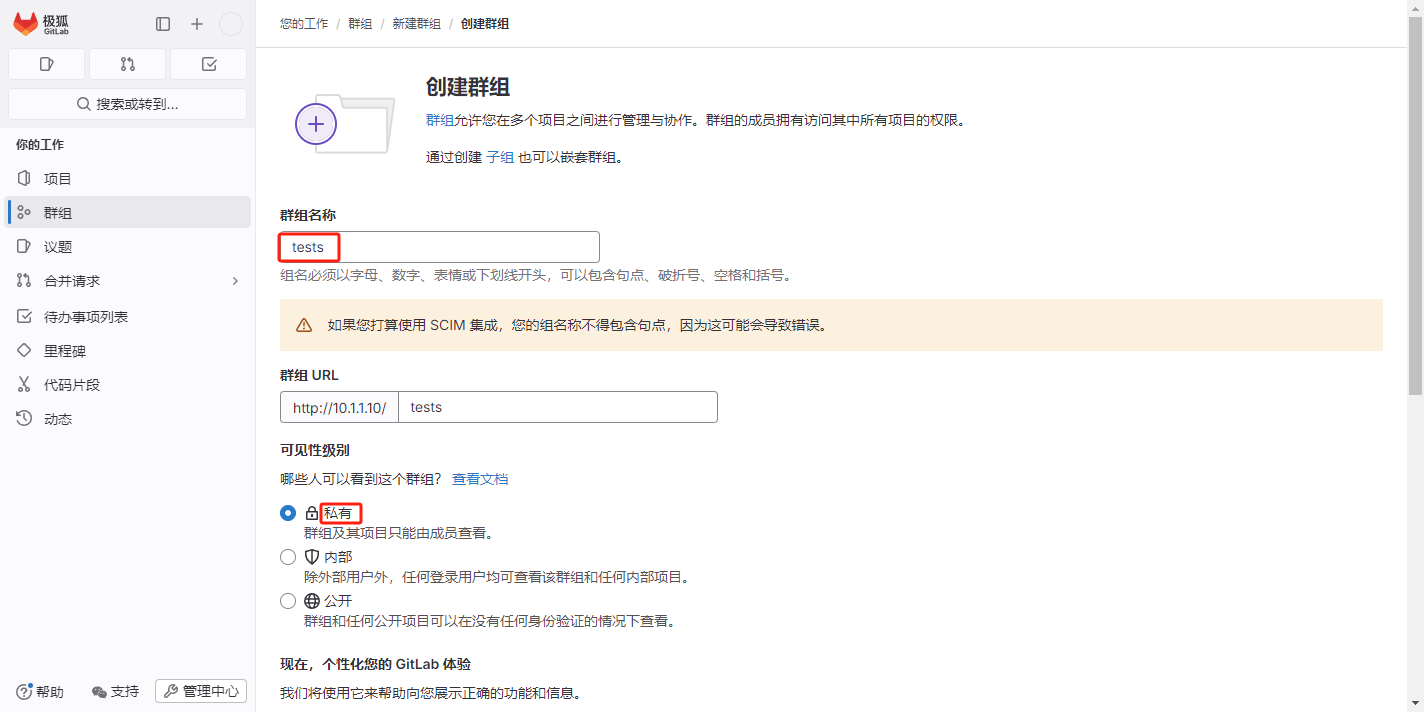 极狐
GitLab
您的工作 / 群组 / 新建群组 / 创建群组
搜索或转到...
你的工作
项目
群组
议题
合并请求
待办事项列表
里程碑
代码片段
动态
帮助
支持
管理中心
创建群组
群组允许您在多个项目之间进行管理与协作。群组的成员拥有访问其中所有项目的权限。
通过创建 子组 也可以嵌套群组。
群组名称
tests
组名必须以字母、数字、表情或下划线开头，可以包含句点、破折号、空格和括号。
如果您打算使用 SCIM 集成，您的组名称不得包含句点，因为这可能会导致错误。
群组 URL
http://10.1.1.10/ tests
可见性级别
哪些人可以看到这个群组？ 查看文档
私有
群组及其项目只能由成员查看。
内部
除外部用户外，任何登录用户均可查看该群组和任何内部项目。
公开
群组和任何公开项目可以在没有任何身份验证的情况下查看。
现在，个性化您的 GitLab 体验
我们将使用它来帮助向您展示正确的功能和信息。